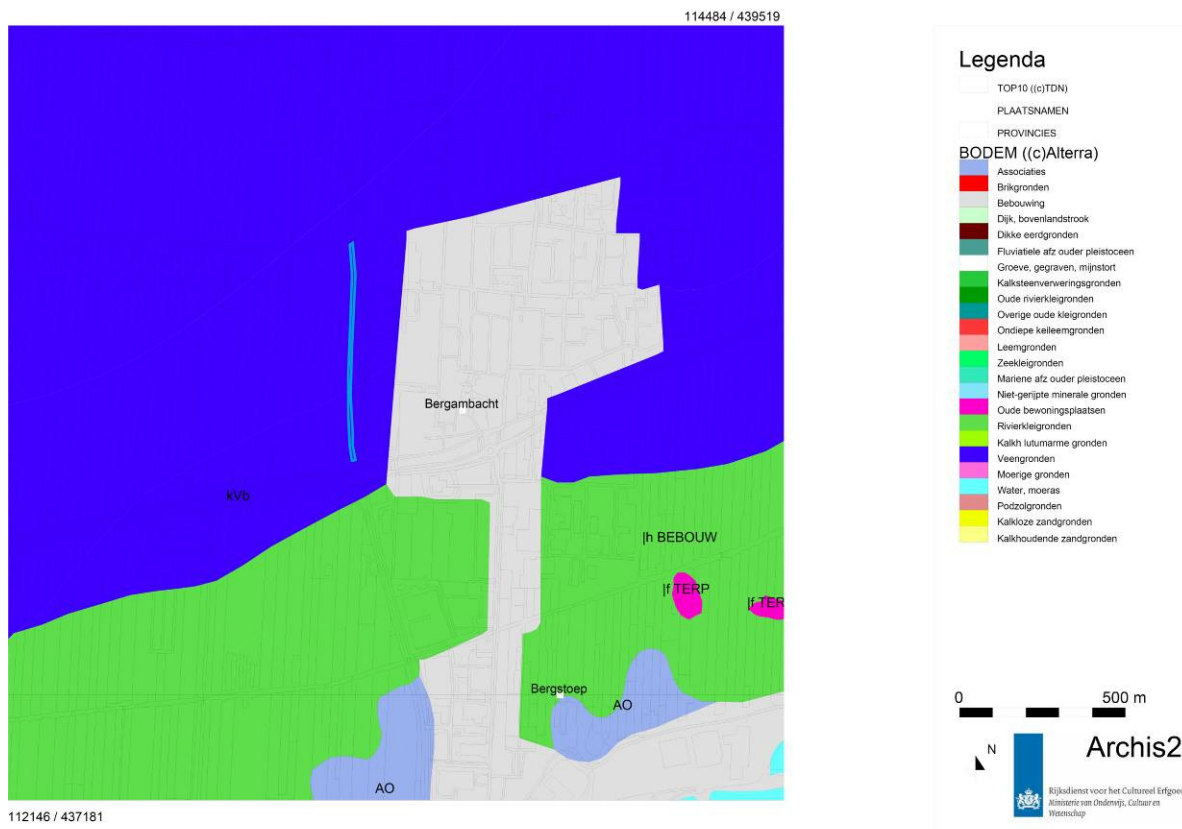 114484 / 439519
Bergambacht
kVb
|h BEBOUW
|f TERP
|f TER
Bergstoep
AO
AO
112146 / 437181
Legenda
TOP10 ((c)TDN)
PLAATSNAMEN
PROVINCIES
BODEM ((c)Alterra)
Associaties
Brikgronden
Bebouwing
Dijk, bovenlandstrook
Dikke eerdgronden
Fluviatiele afz ouder pleistoceen
Groeve, gegraven, mijnstort
Kalksteenverweringsgronden
Oude rivierkleigronden
Overige oude kleigronden
Ondiepe keileemgronden
Leemgronden
Zeekleigronden
Mariene afz ouder pleistoceen
Niet-gerijpte minerale gronden
Oude bewoningsplaatsen
Rivierkleigronden
Kalkh lutumarme gronden
Veengronden
Moerige gronden
Water, moeras
Podzolgronden
Kalkloze zandgronden
Kalkhoudende zandgronden
0 500 m
N
Archis2
Rijksdienst voor het Cultureel Erfgoe
Ministerie van Onderwijs, Cultuur en
Wetenschap